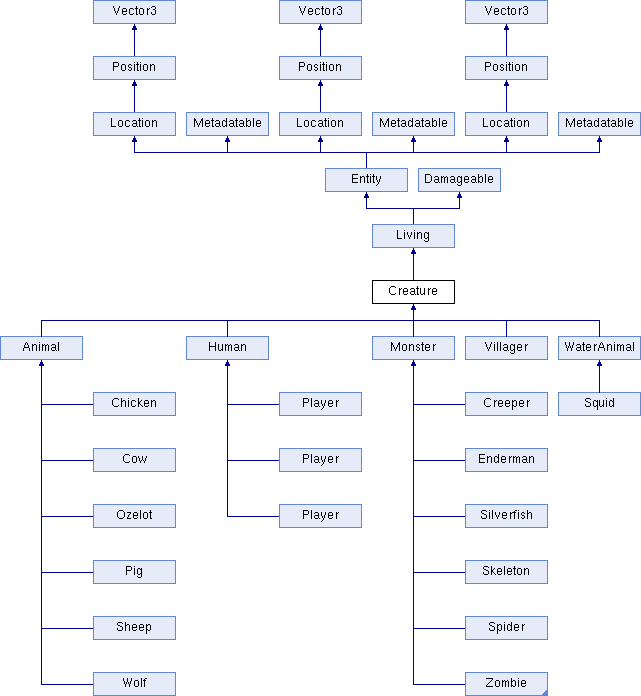 Vector3 Vector3 Vector3
Position Position Position
Location Metadatable Location Metadatable Location Metadatable
Entity Damageable
Living
Creature
Animal Human Monster Villager WaterAnimal
Chicken Player Creeper Squid
Cow Player Enderman
Ozelot Player Silverfish
Pig Skeleton
Sheep Spider
Wolf Zombie